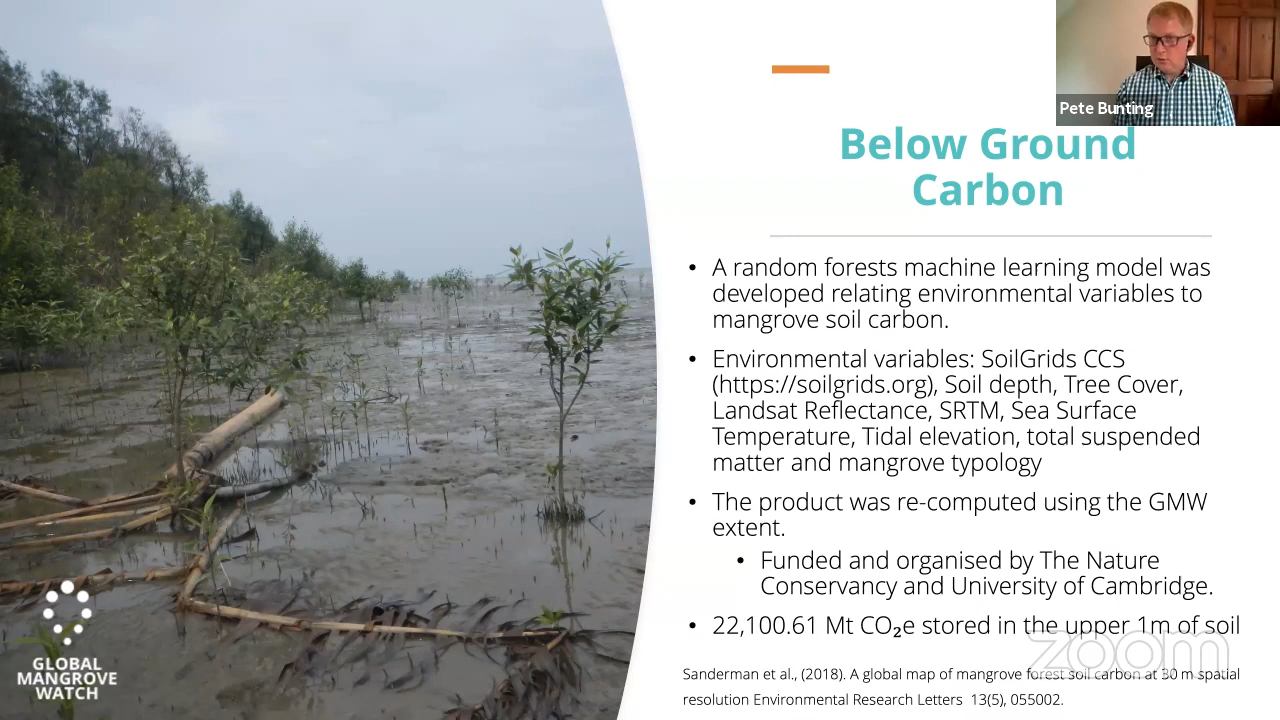 Pete Bunting
Below Ground
Carbon
• A random forests machine learning model was
developed relating environmental variables to
mangrove soil carbon.
• Environmental variables: SoilGrids CCS
(https://soilgrids.org), Soil depth, Tree Cover,
Landsat Reflectance, SRTM, Sea Surface
Temperature, Tidal elevation, total suspended
matter and mangrove typology
• The product was re-computed using the GMW
extent.
• Funded and organised by The Nature
Conservancy and University of Cambridge.
• 22,100.61 Mt CO₂e stored in the upper 1m of soil
zoom
Sanderman et al., (2018). A global map of mangrove forest soil carbon at 30 m spatial
resolution Environmental Research Letters 13(5), 055002.
GLOBAL
MANGROVE
WATCH